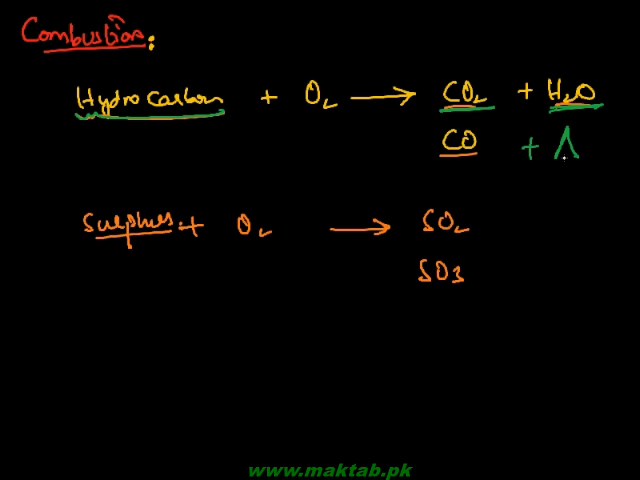 Combustion:
Hydrocarbon + O₂ → CO₂ + H₂O
CO + Λ
Sulphur + O₂ → SO₂
SO₃
www.maktab.pk